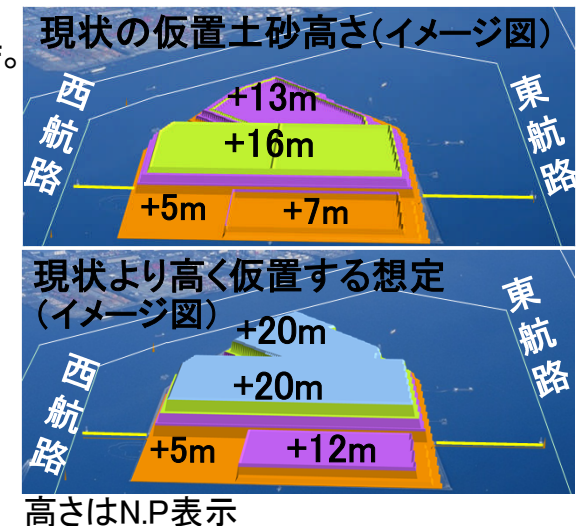 。
現状の仮置土砂高さ(イメージ図)
西航路
東航路
+13m
+16m
+5m
+7m
現状より高く仮置する想定
(イメージ図)
西航路
東航路
+20m
+20m
+5m
+12m
高さはN.P表示